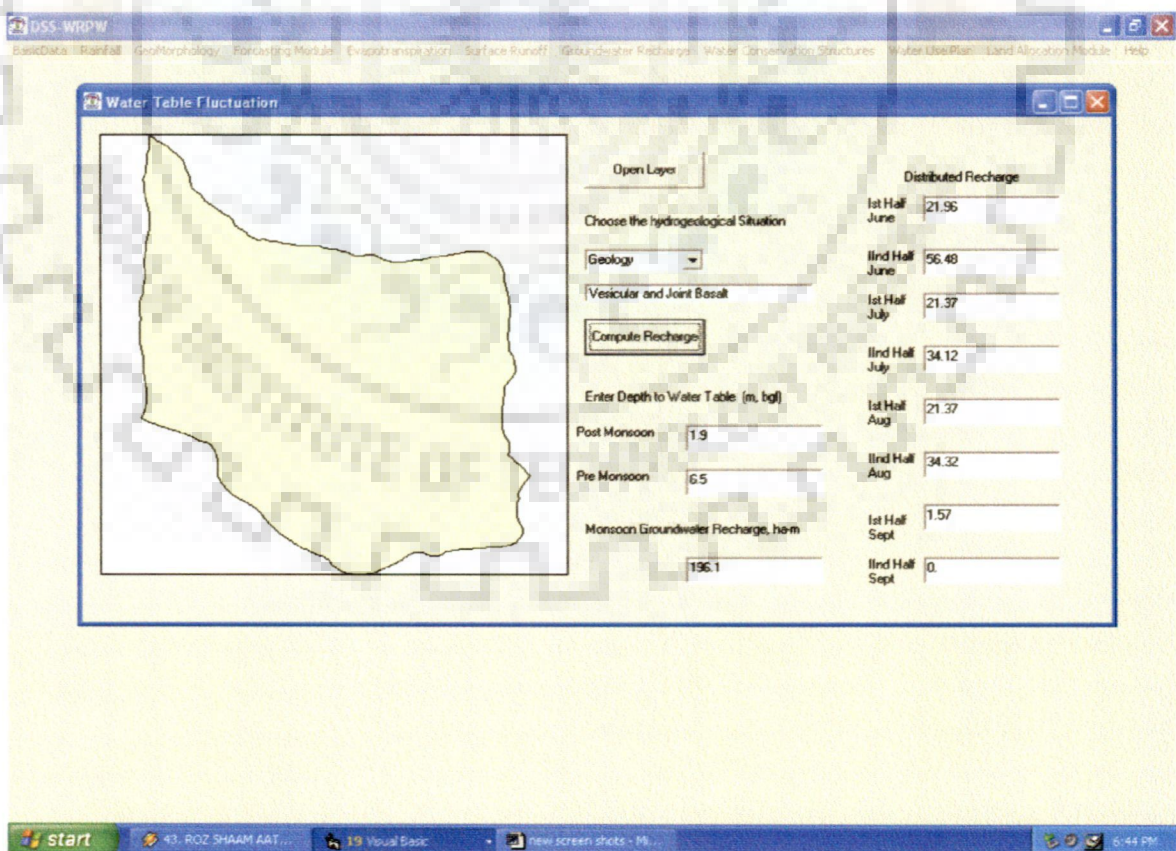 DSS-WRPW
BasicData Rainfall GeoMorphology Forcasting Module Evapotranspiration Surface Runoff Groundwater Recharge Water Conservation Structures Water Use Plan Land Allocation Module Help
Water Table Fluctuation
Open Layer
Choose the hydrogeological Situation
Geology
Vesicular and Joint Basalt
Compute Recharge
Enter Depth to Water Table (m, bgl)
Post Monsoon 1.9
Pre Monsoon 6.5
Monsoon Groundwater Recharge, ha-m
196.1
Distributed Recharge
Ist Half June 21.96
IInd Half June 56.48
Ist Half July 21.37
IInd Half July 34.12
Ist Half Aug 21.37
IInd Half Aug 34.32
Ist Half Sept 1.57
IInd Half Sept 0.
INSTITUTE OF
start
43. ROZ SHAAM AAT...
19 Visual Basic
new screen shots - Mi...
6:44 PM